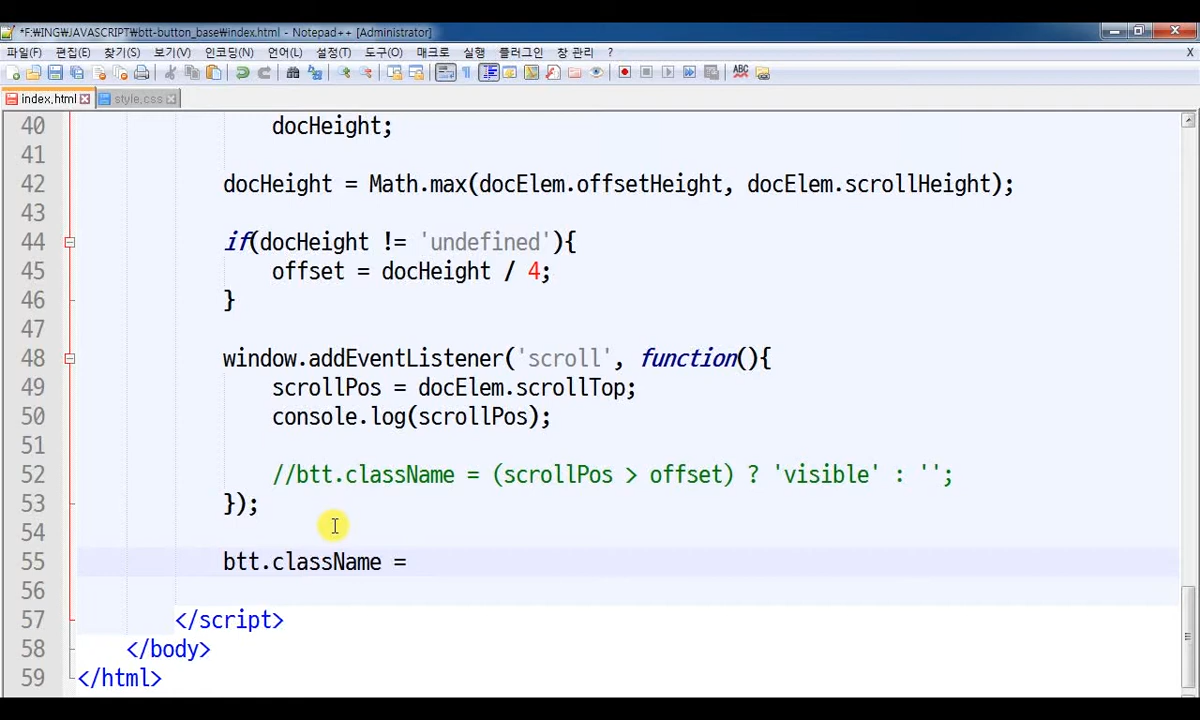 *F:₩ING₩JAVASCRIPT₩btt-button_base₩index.html - Notepad++ [Administrator]
파일(F) 편집(E) 찾기(S) 보기(V) 인코딩(N) 언어(L) 설정(T) 도구(O) 매크로 실행 플러그인 창 관리 ? X
index.html style.css
40 docHeight;
41
42 docHeight = Math.max(docElem.offsetHeight, docElem.scrollHeight);
43
44 if(docHeight != 'undefined'){
45 offset = docHeight / 4;
46 }
47
48 window.addEventListener('scroll', function(){
49 scrollPos = docElem.scrollTop;
50 console.log(scrollPos);
51
52 //btt.className = (scrollPos > offset) ? 'visible' : '';
53 });
54
55 btt.className =
56
57 </script>
58 </body>
59 </html>